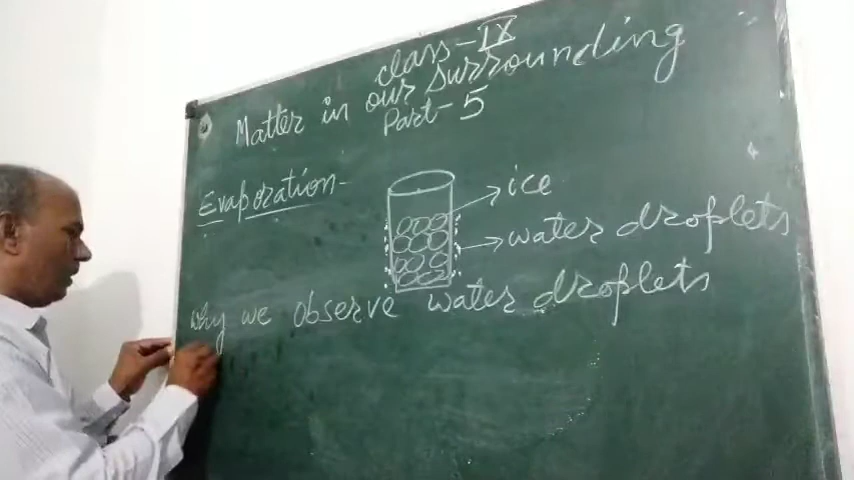 class-IX
Matter in our surrounding
Part-5
Evaporation-
ice
water droplets
why we observe water droplets